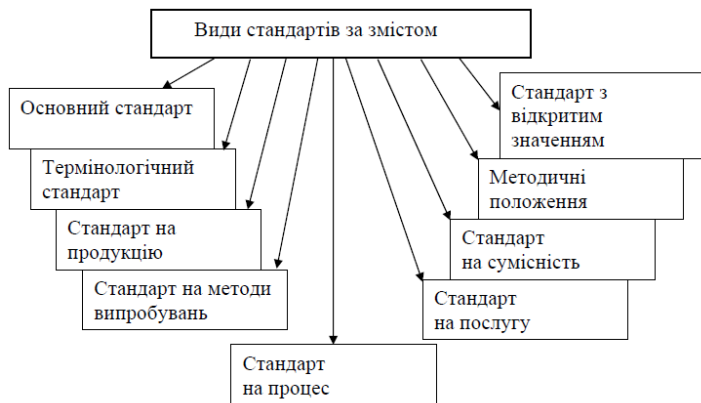 Види стандартів за змістом
Основний стандарт
Термінологічний
стандарт
Стандарт на
продукцію
Стандарт на методи
випробувань
Стандарт
на процес
Стандарт з
відкритим
значенням
Методичні
положення
Стандарт
на сумісність
Стандарт
на послугу